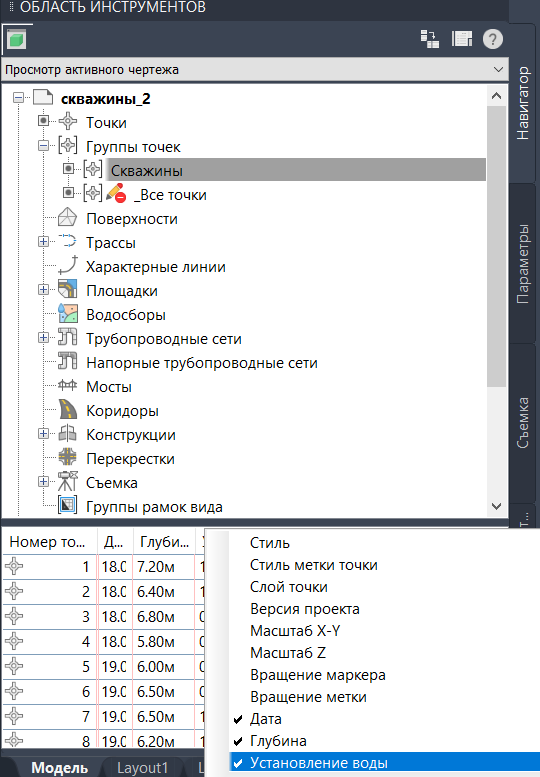 ОБЛАСТЬ ИНСТРУМЕНТОВ
?
Просмотр активного чертежа
скважины_2
Точки
Группы точек
Скважины
_Все точки
Поверхности
Трассы
Характерные линии
Площадки
Водосборы
Трубопроводные сети
Напорные трубопроводные сети
Мосты
Коридоры
Конструкции
Перекрестки
Съемка
Группы рамок вида
Навигатор
Параметры
Съемка
Номер то... Д... Глуби...
1 18.0 7.20м 1
2 18.0 6.40м 1
3 18.0 6.80м 0
4 18.0 5.80м 0
5 19.0 6.00м 0
6 19.0 6.50м 0
7 19.0 6.50м 1
8 19.0 6.20м 1
Стиль
Стиль метки точки
Слой точки
Версия проекта
Масштаб X-Y
Масштаб Z
Вращение маркера
Вращение метки
Дата
Глубина
Установление воды
Модель Layout1